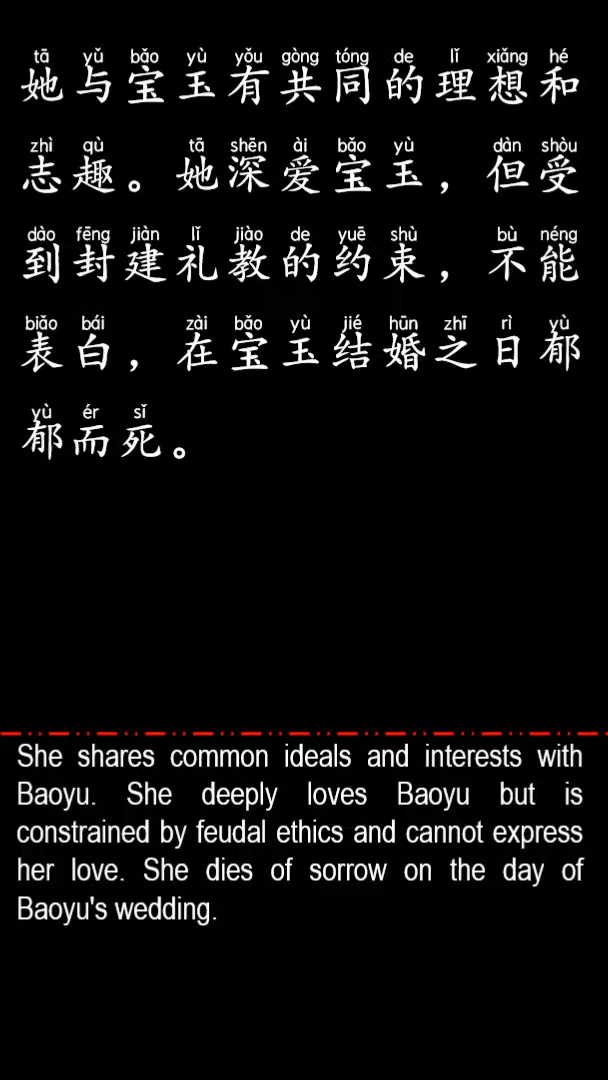 tā yǔ bǎo yù yǒu gòng tóng de lǐ xiǎng hé
她与宝玉有共同的理想和
zhì qù tā shēn ài bǎo yù dàn shòu
志趣。她深爱宝玉，但受
dào fēng jiàn lǐ jiào de yuē shù bù néng
到封建礼教的约束，不能
biǎo bái zài bǎo yù jié hūn zhī rì yù
表白，在宝玉结婚之日郁
yù ér sǐ
郁而死。
She shares common ideals and interests with
Baoyu. She deeply loves Baoyu but is
constrained by feudal ethics and cannot express
her love. She dies of sorrow on the day of
Baoyu's wedding.